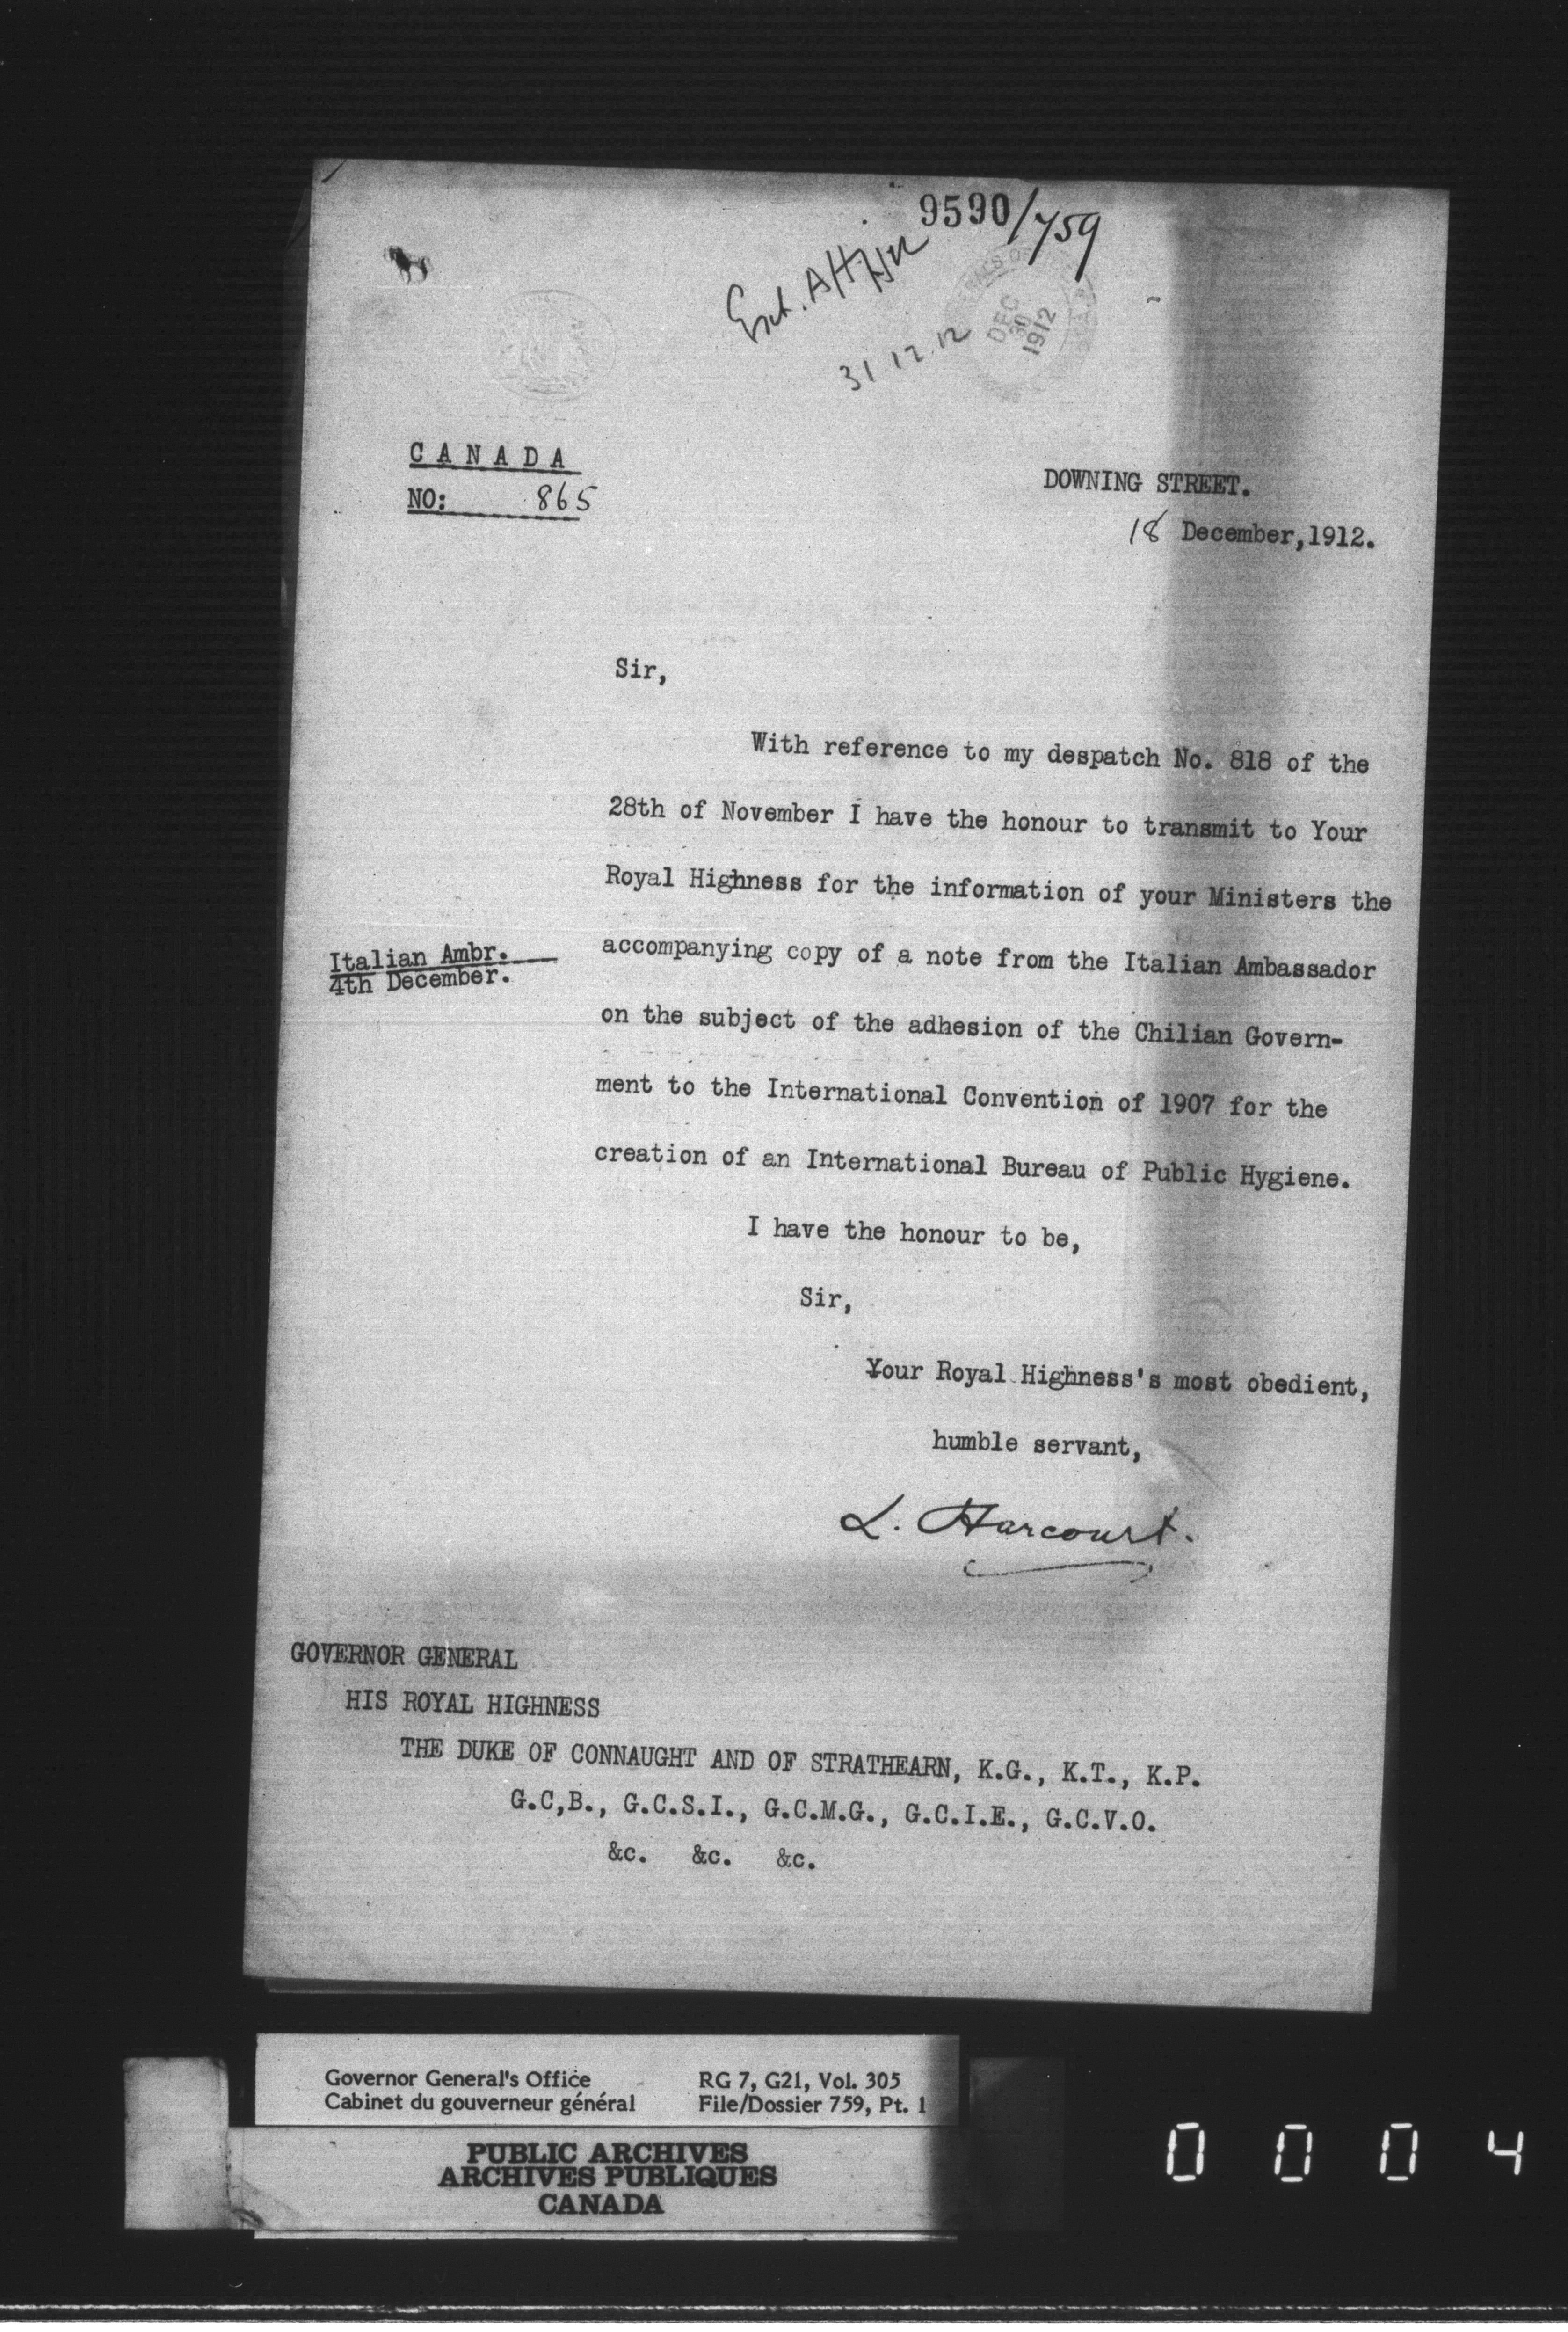 9590/759
Ext. Aff
31 12.12
DEC
30
1912
CANADA
NO: 865
DOWNING STREET.
18 December,1912.
Sir,
With reference to my despatch No. 818 of the
28th of November I have the honour to transmit to Your
Royal Highness for the information of your Ministers the
Italian Ambr.
4th December.
accompanying copy of a note from the Italian Ambassador
on the subject of the adhesion of the Chilian Govern-
ment to the International Convention of 1907 for the
creation of an International Bureau of Public Hygiene.
I have the honour to be,
Sir,
Your Royal Highness's most obedient,
humble servant,
L. Harcourt.
GOVERNOR GENERAL
HIS ROYAL HIGHNESS
THE DUKE OF CONNAUGHT AND OF STRATHEARN, K.G., K.T., K.P.
G.C,B., G.C.S.I., G.C.M.G., G.C.I.E., G.C.V.O.
&c. &c. &c.
Governor General's Office RG 7, G21, Vol. 305
Cabinet du gouverneur général File/Dossier 759, Pt. 1
PUBLIC ARCHIVES
ARCHIVES PUBLIQUES
CANADA
0004